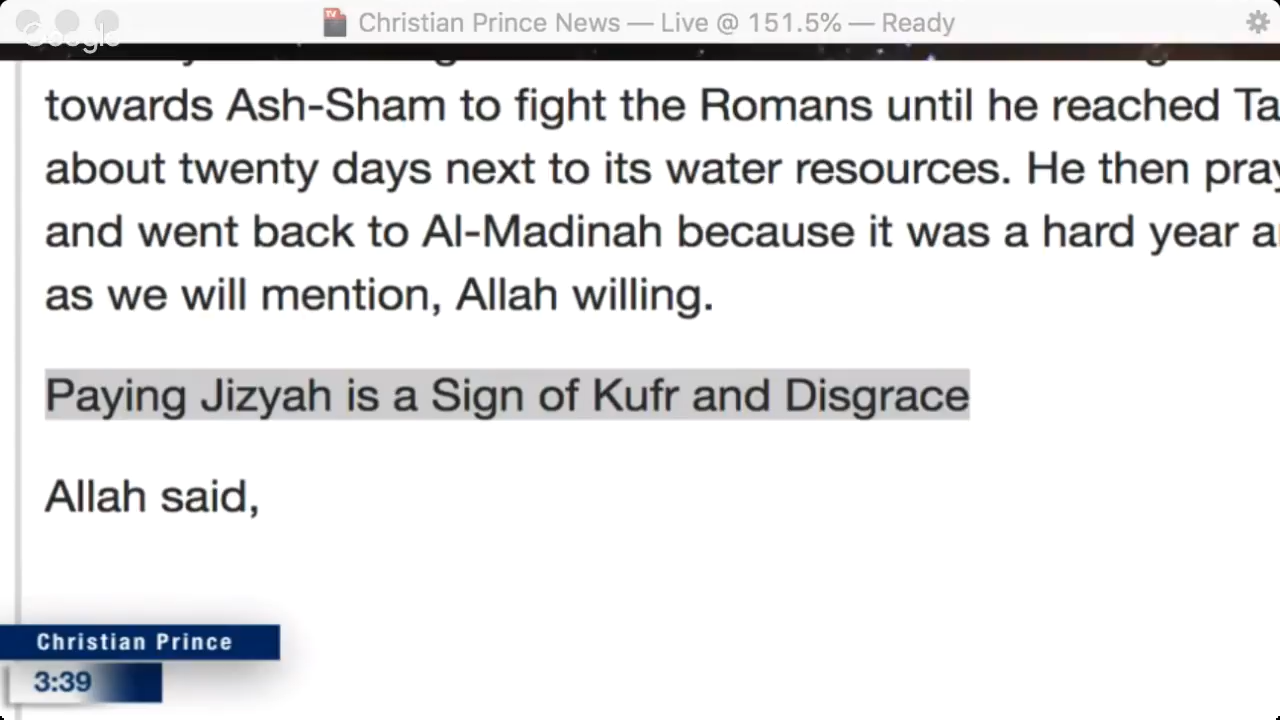 Christian Prince News — Live @ 151.5% — Ready
Google
towards Ash-Sham to fight the Romans until he reached Ta
about twenty days next to its water resources. He then pray
and went back to Al-Madinah because it was a hard year a
as we will mention, Allah willing.
Paying Jizyah is a Sign of Kufr and Disgrace
Allah said,
Christian Prince
3:39